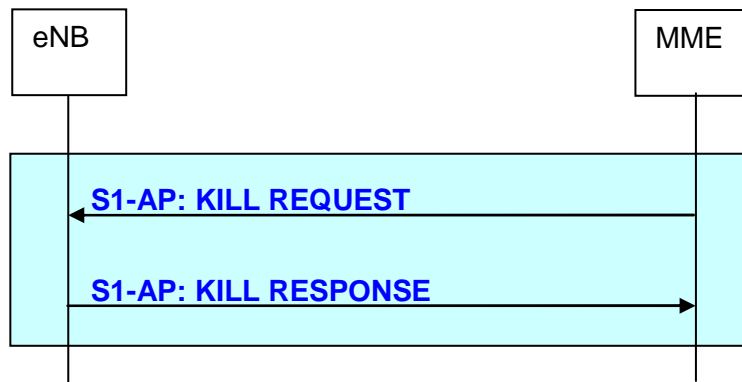 eNB
MME
S1-AP: KILL REQUEST
S1-AP: KILL RESPONSE